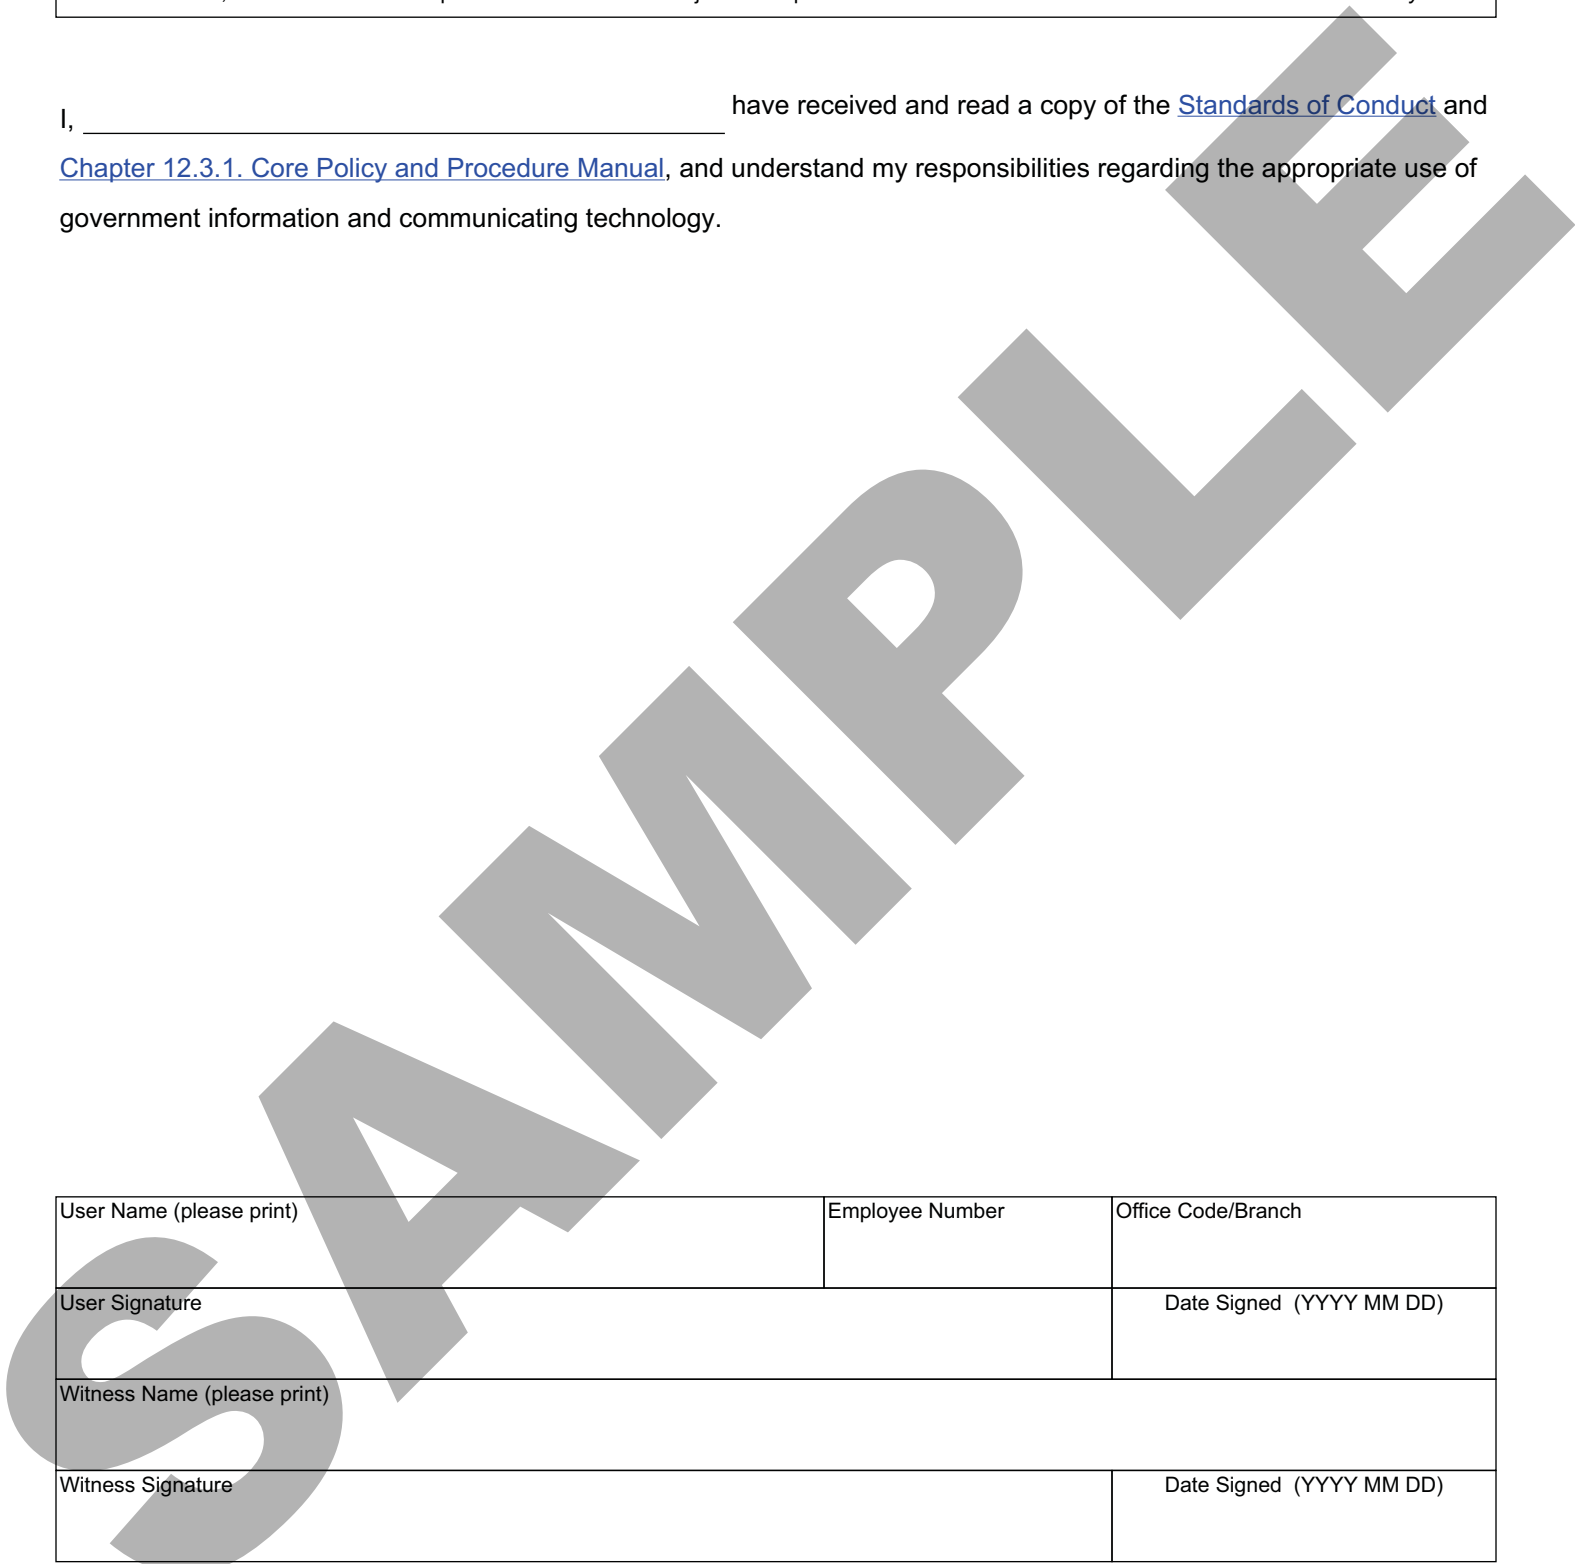 I, have received and read a copy of the Standards of Conduct and
Chapter 12.3.1. Core Policy and Procedure Manual, and understand my responsibilities regarding the appropriate use of
government information and communicating technology.
SAMPLE
User Name (please print) Employee Number Office Code/Branch
User Signature Date Signed (YYYY MM DD)
Witness Name (please print)
Witness Signature Date Signed (YYYY MM DD)